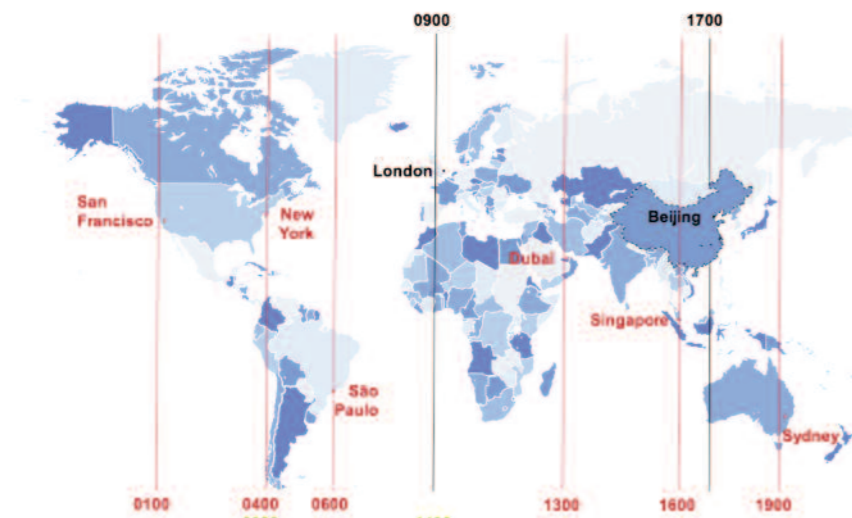 0900
1700
London
San
Francisco
New
York
Beijing
Dubai
Singapore
São
Paulo
Sydney
0100
0400
0600
1300
1600
1900